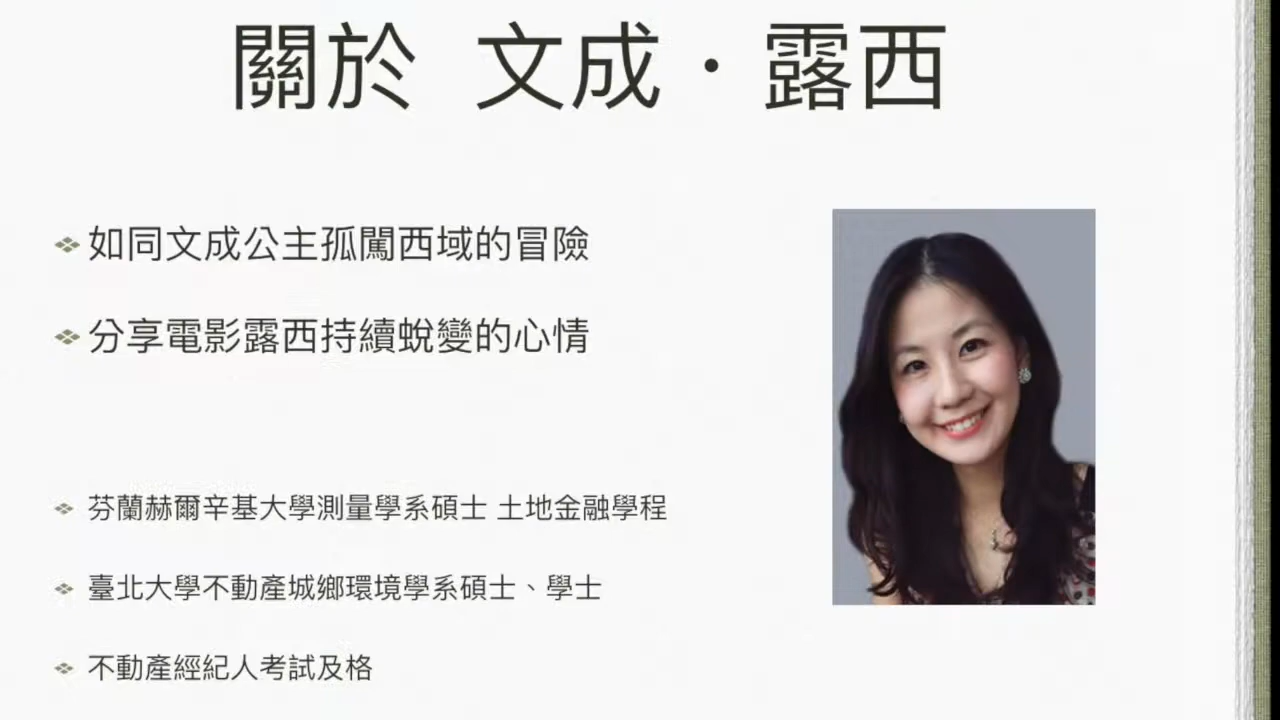 關於 文成·露西
如同文成公主孤闖西域的冒險
分享電影露西持續蛻變的心情
芬蘭赫爾辛基大學測量學系碩士 土地金融學程
臺北大學不動產城鄉環境學系碩士、學士
不動產經紀人考試及格